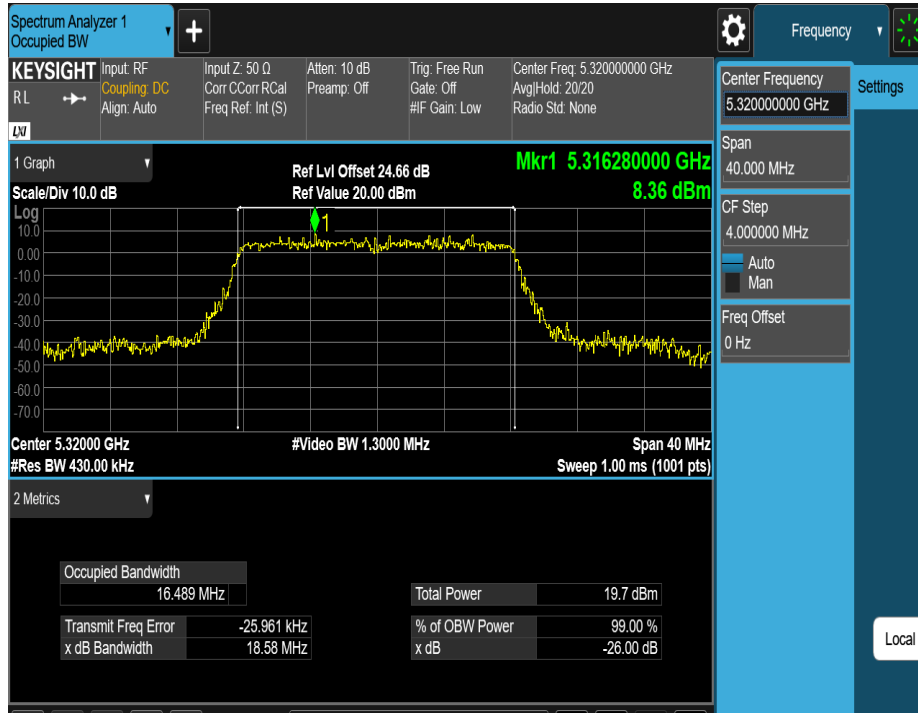 Spectrum Analyzer 1
Occupied BW
Frequency
KEYSIGHT
R L
LXI
Input: RF
Coupling: DC
Align: Auto
Input Z: 50 Ω
Corr CCorr RCal
Freq Ref: Int (S)
Atten: 10 dB
Preamp: Off
Trig: Free Run
Gate: Off
#IF Gain: Low
Center Freq: 5.320000000 GHz
Avg|Hold: 20/20
Radio Std: None
Center Frequency
5.320000000 GHz
Settings
Span
40.000 MHz
CF Step
4.000000 MHz
Auto
Man
Freq Offset
0 Hz
Local
1 Graph
Scale/Div 10.0 dB
Ref Lvl Offset 24.66 dB
Ref Value 20.00 dBm
Mkr1 5.316280000 GHz
8.36 dBm
Log
1
10.0
0.00
-10.0
-20.0
-30.0
-40.0
-50.0
-60.0
-70.0
Center 5.32000 GHz
#Video BW 1.3000 MHz
Span 40 MHz
#Res BW 430.00 kHz
Sweep 1.00 ms (1001 pts)
2 Metrics
Occupied Bandwidth
16.489 MHz
Total Power 19.7 dBm
Transmit Freq Error -25.961 kHz
% of OBW Power 99.00 %
x dB Bandwidth 18.58 MHz
x dB -26.00 dB